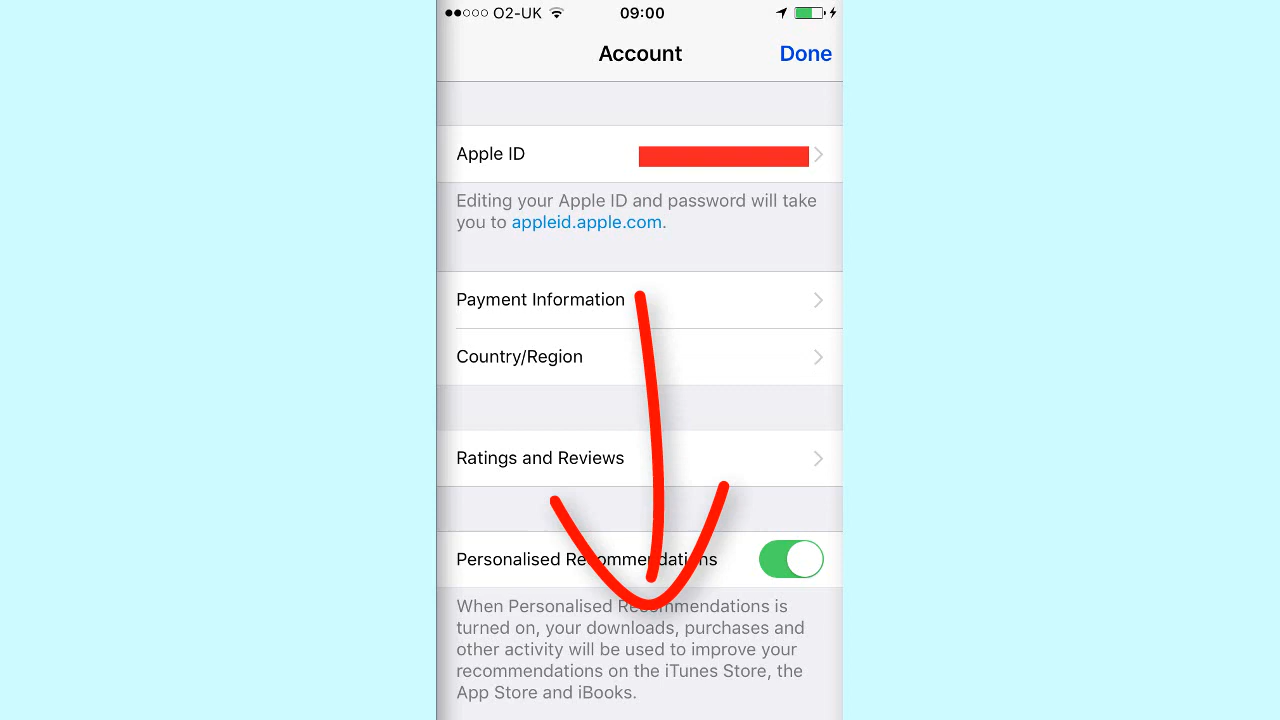 O2-UK 09:00
Account Done
Apple ID
Editing your Apple ID and password will take
you to appleid.apple.com.
Payment Information
Country/Region
Ratings and Reviews
Personalised Recommendations
When Personalised Recommendations is
turned on, your downloads, purchases and
other activity will be used to improve your
recommendations on the iTunes Store, the
App Store and iBooks.